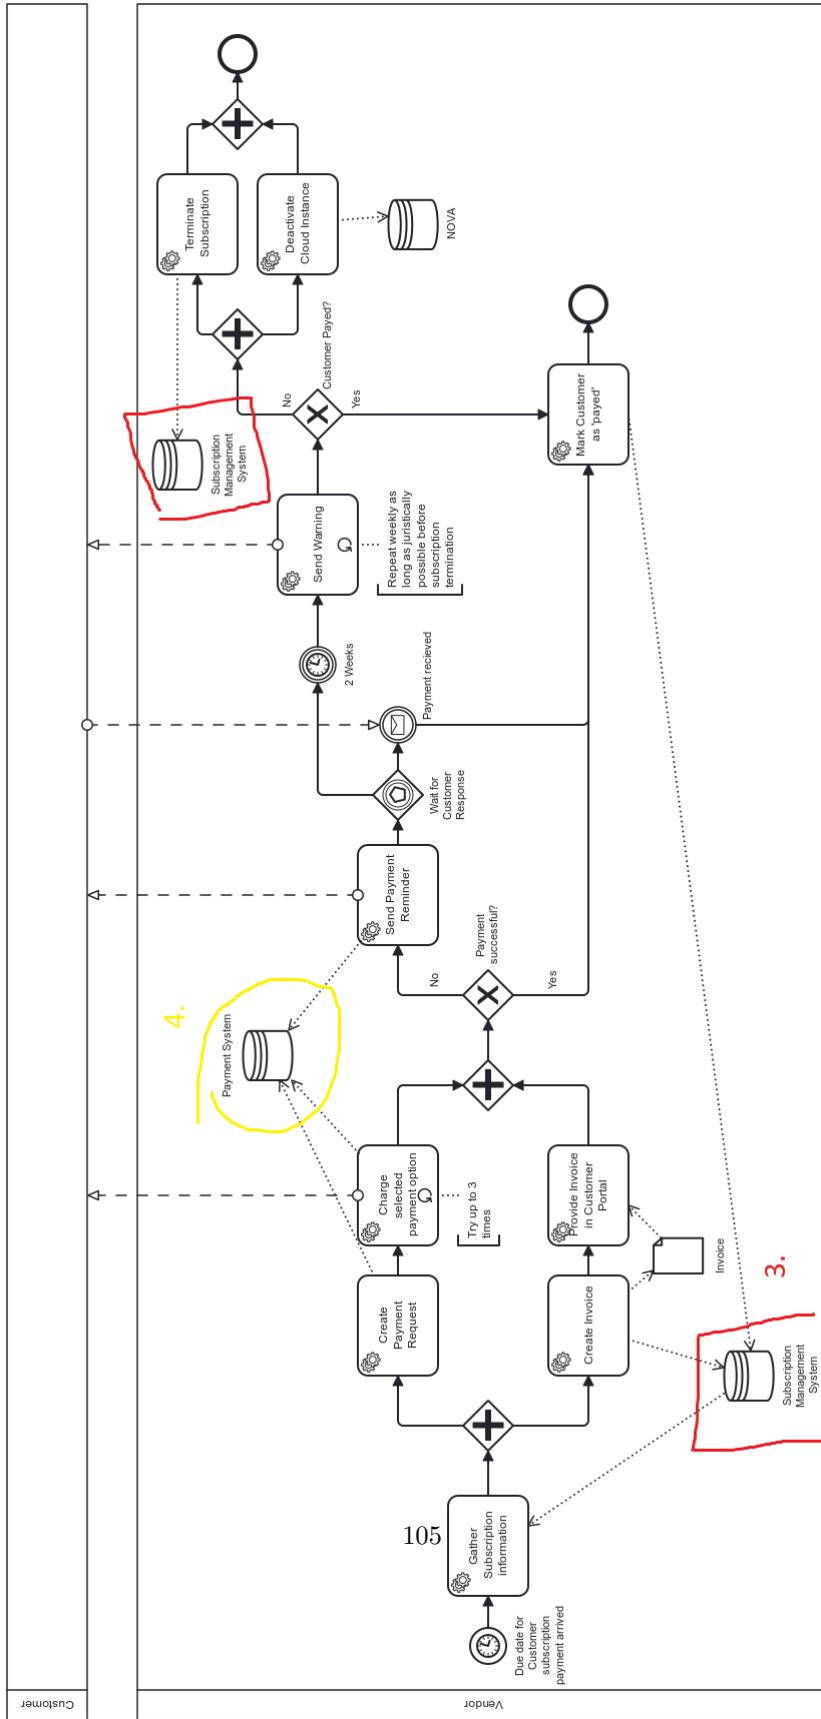 Customer
Vendor
Due date for
Customer
subscription
payment arrived
Gather
Subscription
information
105
Create
Payment
Request
Charge
selected
payment option
Try up to 3
times
Payment System
4.
Create Invoice
Provide Invoice
in Customer
Portal
Invoice
Subscription
Management
System
3.
Payment
successful?
No
Yes
Send Payment
Reminder
Wait for
Customer
Response
2 Weeks
Payment recieved
Send Warning
Repeat weekly as
long as juristically
possible before
subscription
termination
Subscription
Management
System
Customer Payed?
No
Yes
Mark Customer
as 'payed'
Terminate
Subscription
Deactivate
Cloud Instance
NOVA